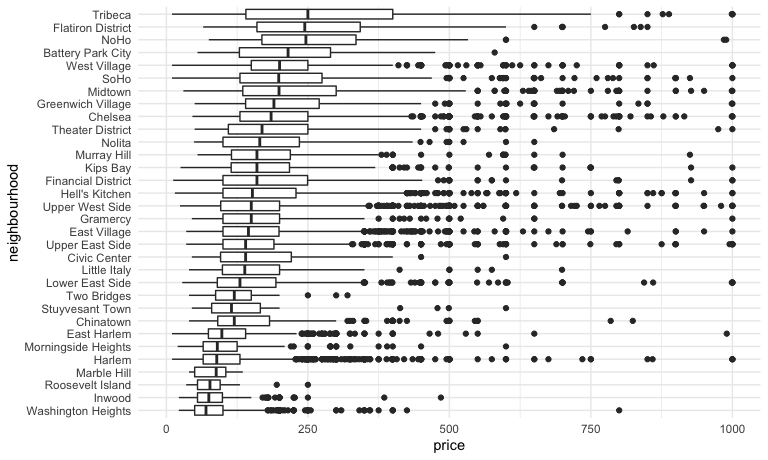 Tribeca
Flatiron District
NoHo
Battery Park City
West Village
SoHo
Midtown
Greenwich Village
Chelsea
Theater District
Nolita
Murray Hill
Kips Bay
Financial District
Hell's Kitchen
Upper West Side
Gramercy
East Village
Upper East Side
Civic Center
Little Italy
Lower East Side
Two Bridges
Stuyvesant Town
Chinatown
East Harlem
Morningside Heights
Harlem
Marble Hill
Roosevelt Island
Inwood
Washington Heights
neighbourhood
0 250 500 750 1000
price